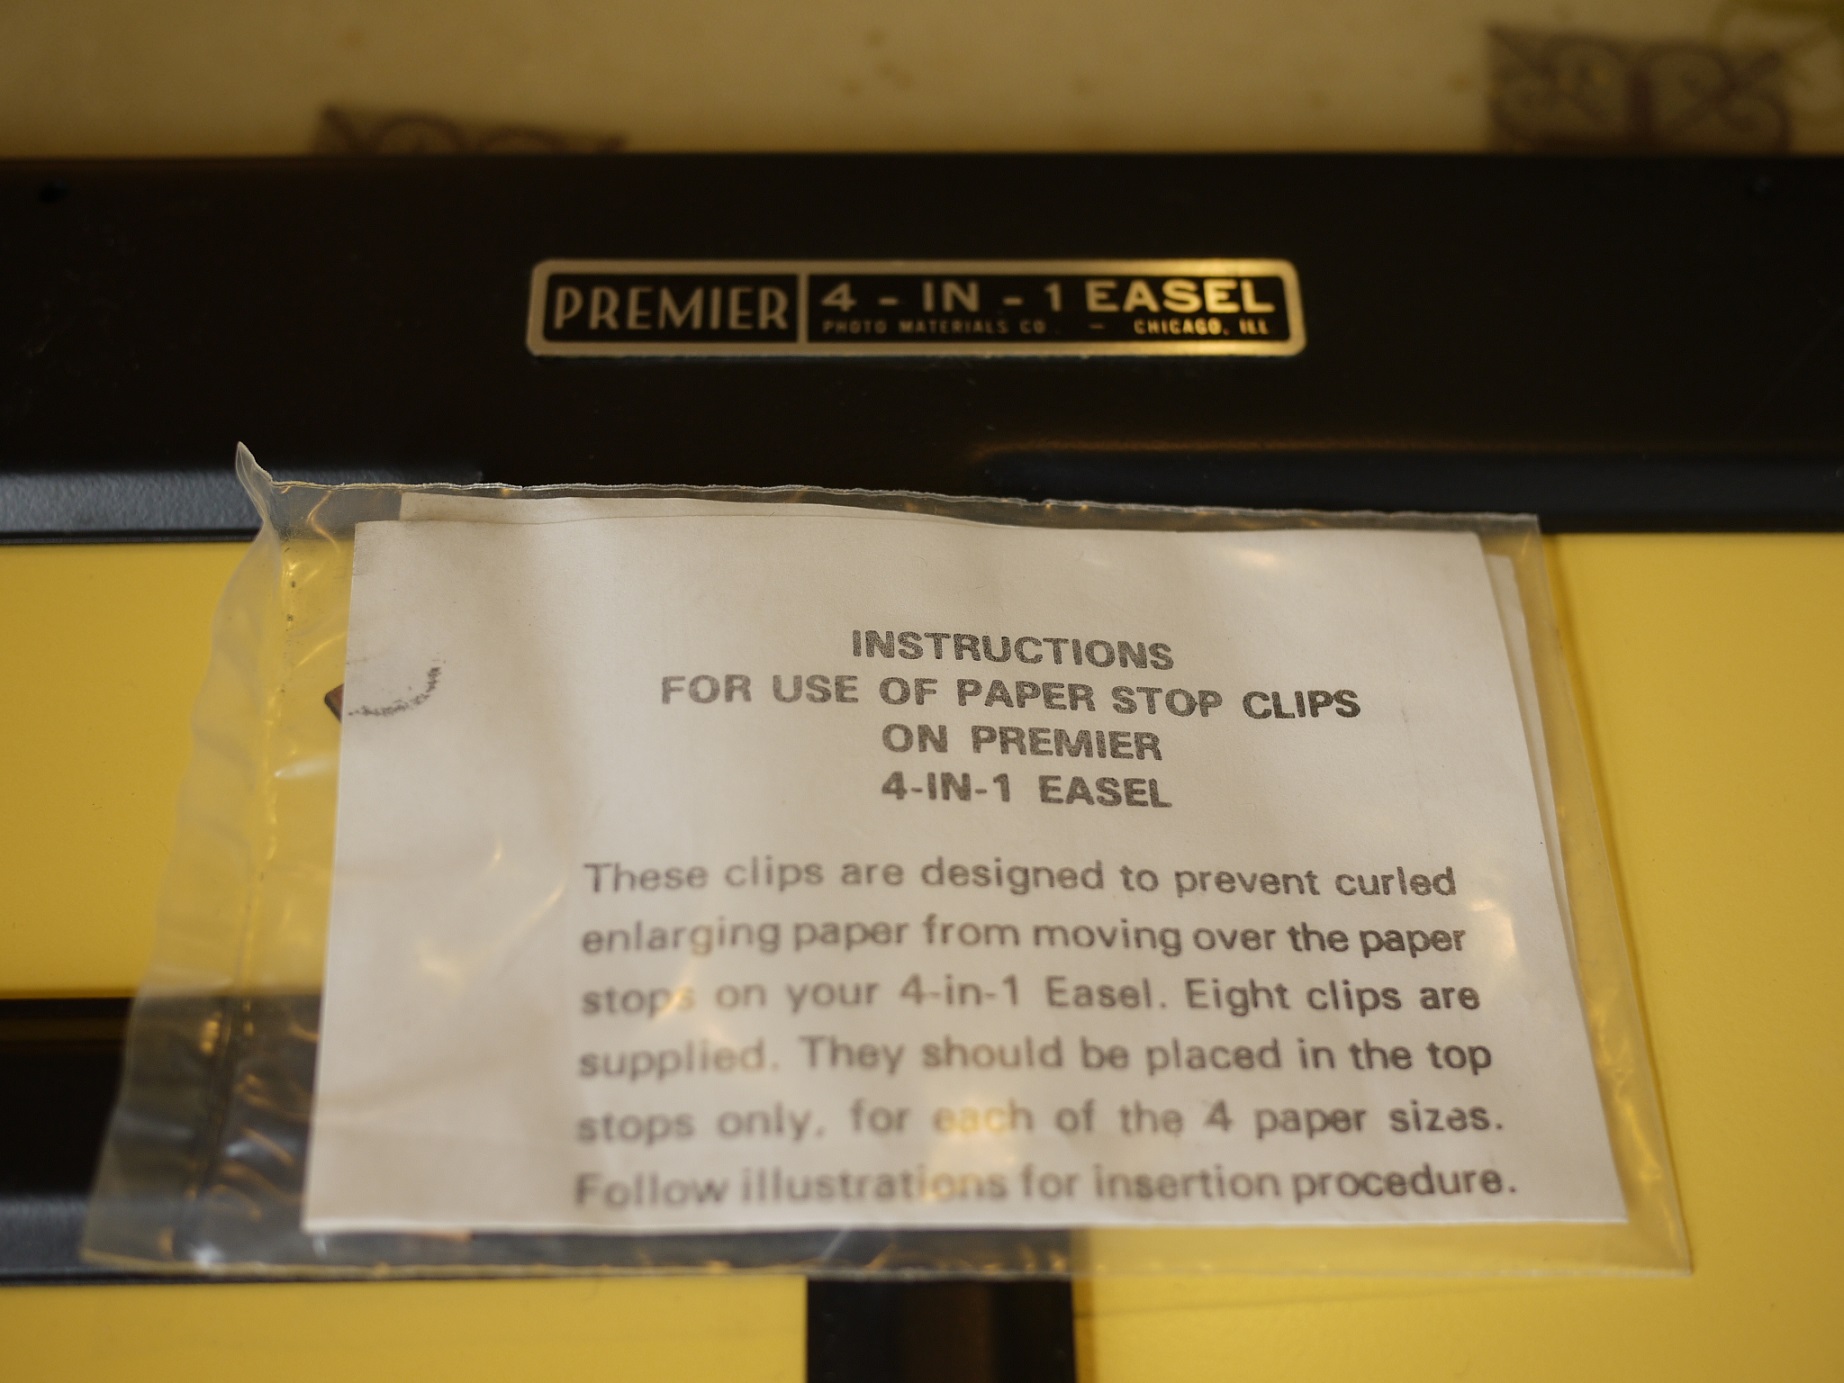 PREMIER 4 - IN - 1 EASEL
PHOTO MATERIALS CO. - CHICAGO, ILL.
INSTRUCTIONS
FOR USE OF PAPER STOP CLIPS
ON PREMIER
4-IN-1 EASEL
These clips are designed to prevent curled
enlarging paper from moving over the paper
stops on your 4-in-1 Easel. Eight clips are
supplied. They should be placed in the top
stops only, for each of the 4 paper sizes.
Follow illustrations for insertion procedure.